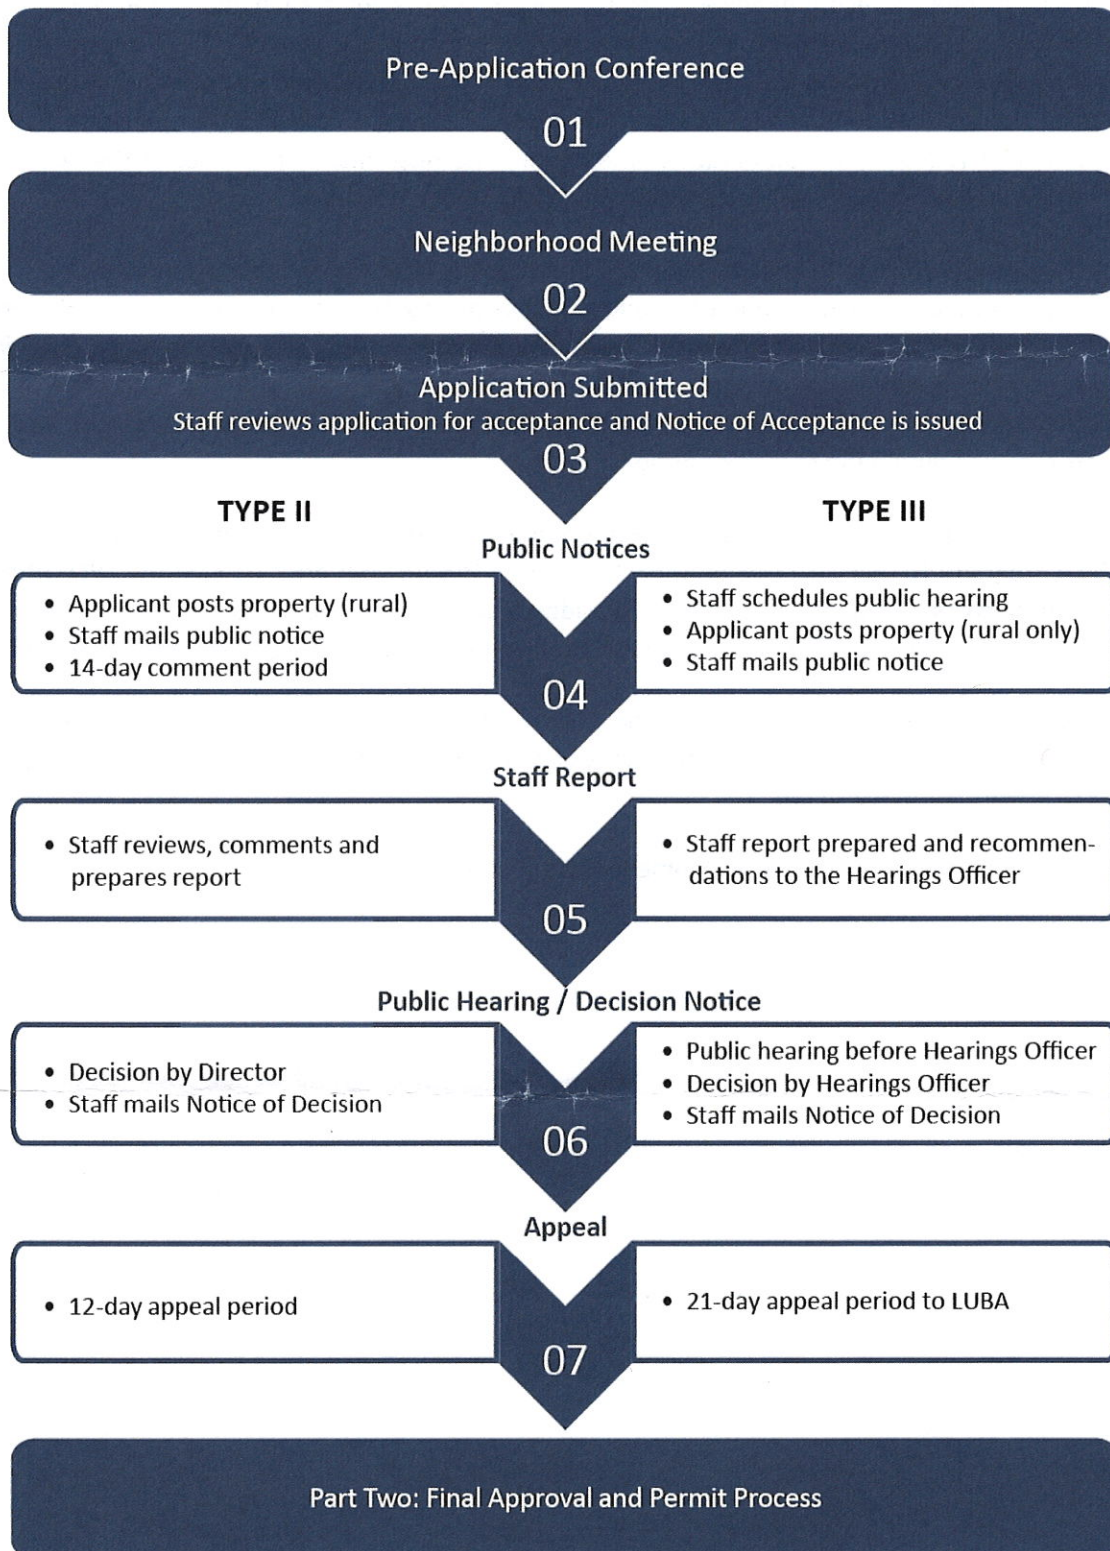 Pre-Application Conference
01
Neighborhood Meeting
02
Application Submitted
Staff reviews application for acceptance and Notice of Acceptance is issued
03
TYPE II
TYPE III
Public Notices
• Applicant posts property (rural)
• Staff mails public notice
• 14-day comment period
04
• Staff schedules public hearing
• Applicant posts property (rural only)
• Staff mails public notice
Staff Report
• Staff reviews, comments and
prepares report
05
• Staff report prepared and recommen-
dations to the Hearings Officer
Public Hearing / Decision Notice
• Decision by Director
• Staff mails Notice of Decision
06
• Public hearing before Hearings Officer
• Decision by Hearings Officer
• Staff mails Notice of Decision
Appeal
• 12-day appeal period
07
• 21-day appeal period to LUBA
Part Two: Final Approval and Permit Process